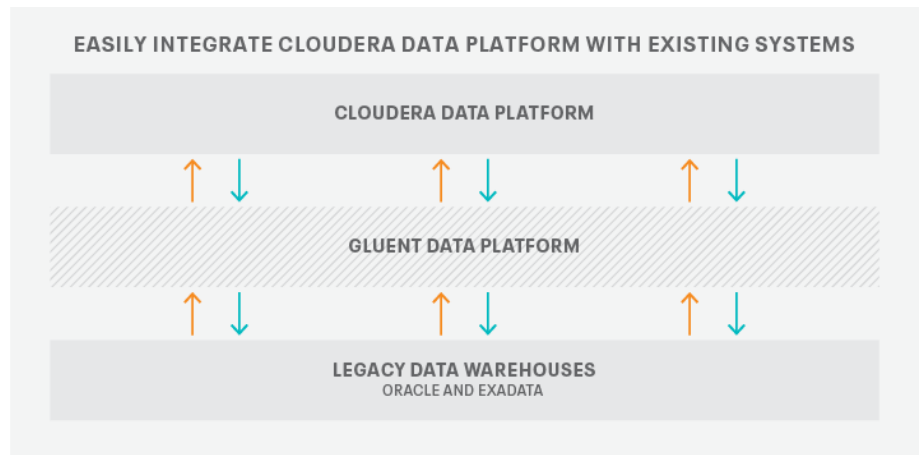 EASILY INTEGRATE CLOUDERA DATA PLATFORM WITH EXISTING SYSTEMS
CLOUDERA DATA PLATFORM
GLUENT DATA PLATFORM
LEGACY DATA WAREHOUSES
ORACLE AND EXADATA